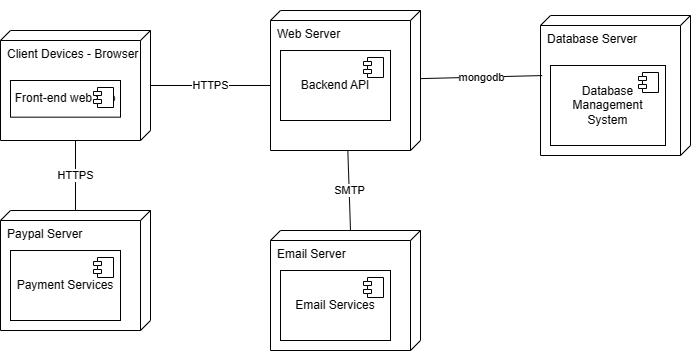 Client Devices - Browser
Front-end web
HTTPS
Web Server
Backend API
mongodb
Database Server
Database
Management
System
HTTPS
SMTP
Paypal Server
Payment Services
Email Server
Email Services